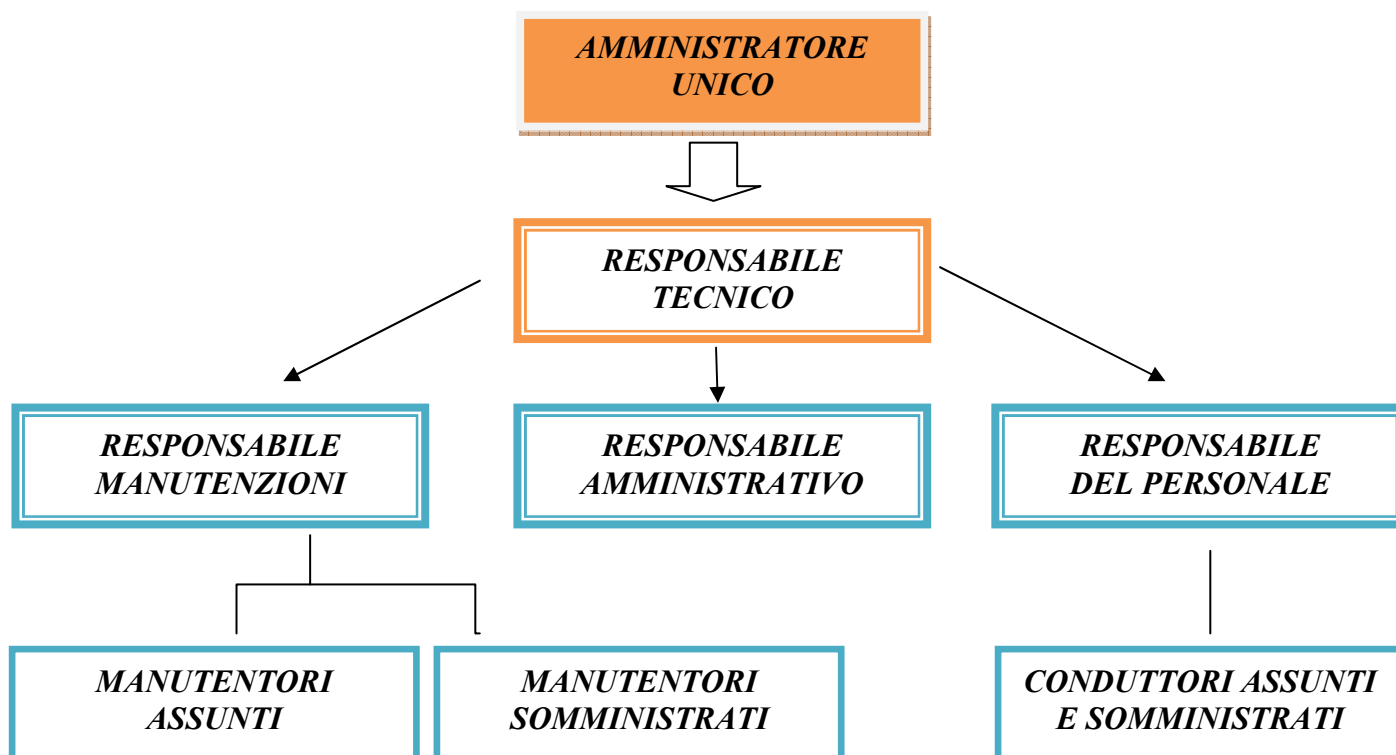 AMMINISTRATORE
UNICO
RESPONSABILE
TECNICO
RESPONSABILE
MANUTENZIONI
RESPONSABILE
AMMINISTRATIVO
RESPONSABILE
DEL PERSONALE
MANUTENTORI
ASSUNTI
MANUTENTORI
SOMMINISTRATI
CONDUTTORI ASSUNTI
E SOMMINISTRATI